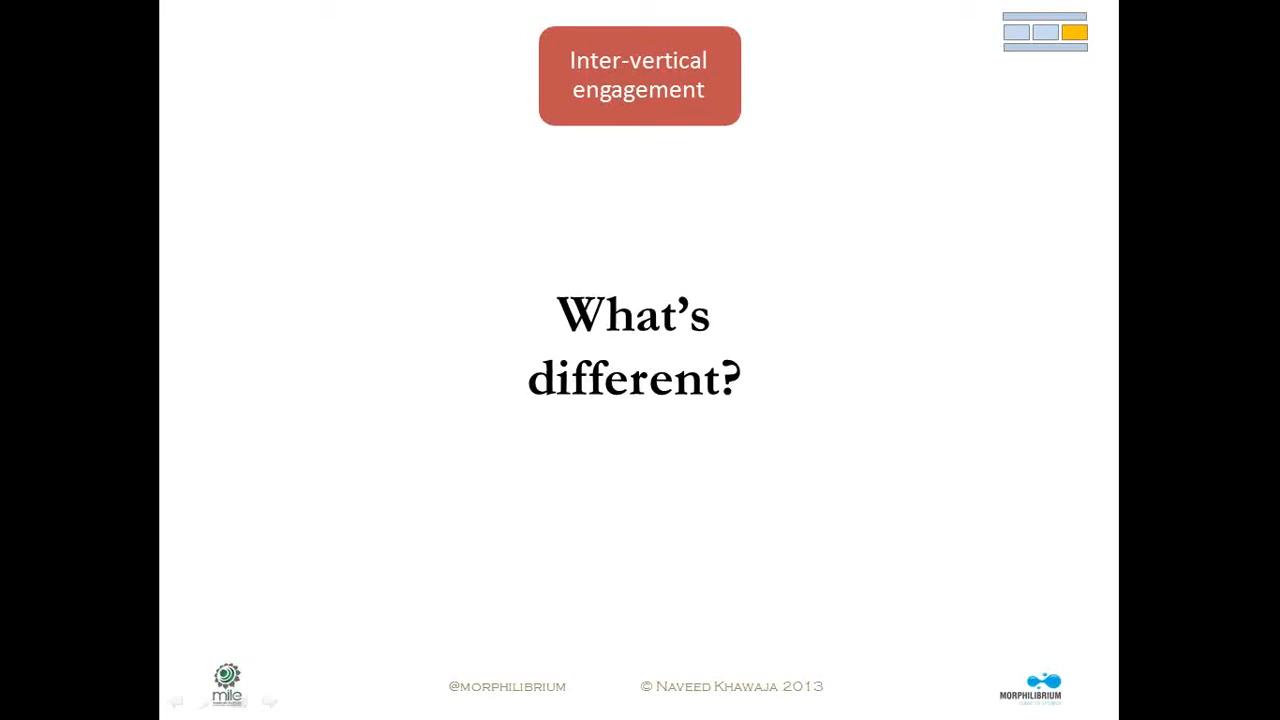 Inter-vertical
engagement
What's
different?
mile
@MORPHILIBRIUM
© NAVEED KHAWAJA 2013
MORPHILIBRIUM